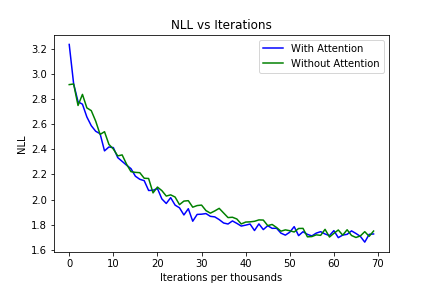 NLL vs Iterations
With Attention
Without Attention
3.2
3.0
2.8
2.6
2.4
2.2
2.0
1.8
1.6
NLL
0 10 20 30 40 50 60 70
Iterations per thousands